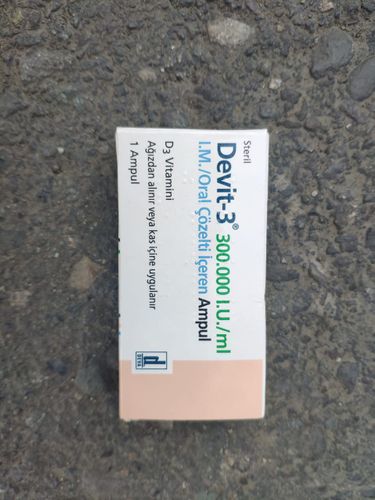 Steril
Devit-3® 300.000 I.U./ml
I.M./Oral Çözelti İçeren Ampul
D3 Vitamini
Ağızdan alınır veya kas içine uygulanır
1 Ampul
DEVA